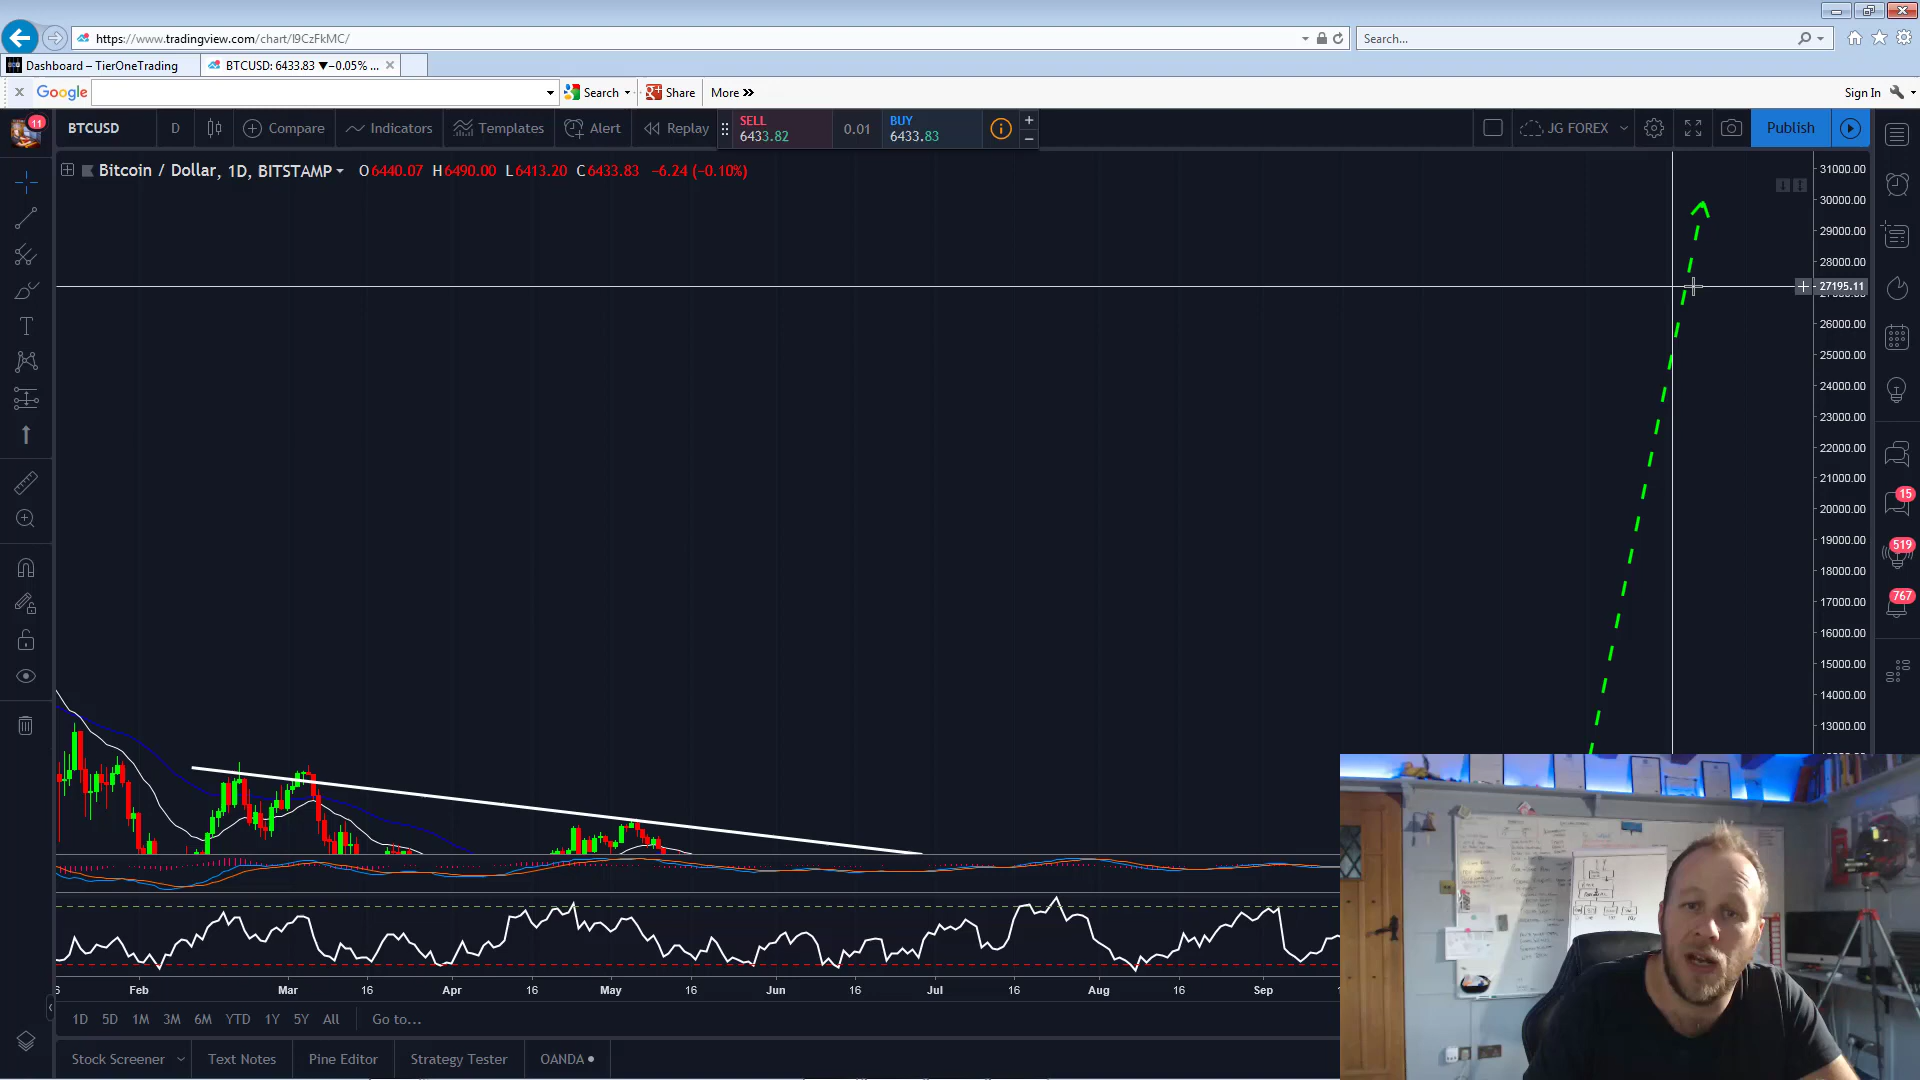 https://www.tradingview.com/chart/I9CzFkMC/
Search...
Dashboard – TierOneTrading
BTCUSD: 6433.83 ▼−0.05% ...
Google
Search
Share
More »
Sign In
11
BTCUSD
D
Compare
Indicators
Templates
Alert
Replay
SELL
6433.82
0.01
BUY
6433.83
JG FOREX
Publish
Bitcoin / Dollar, 1D, BITSTAMP
O6440.07 H6490.00 L6413.20 C6433.83 −6.24 (−0.10%)
31000.00
30000.00
29000.00
28000.00
27195.11
26000.00
25000.00
24000.00
23000.00
22000.00
21000.00
20000.00
19000.00
18000.00
17000.00
16000.00
15000.00
14000.00
13000.00
15
519
767
Feb
Mar
16
Apr
16
May
16
Jun
16
Jul
16
Aug
16
Sep
1D 5D 1M 3M 6M YTD 1Y 5Y All Go to...
Stock Screener Text Notes Pine Editor Strategy Tester OANDA